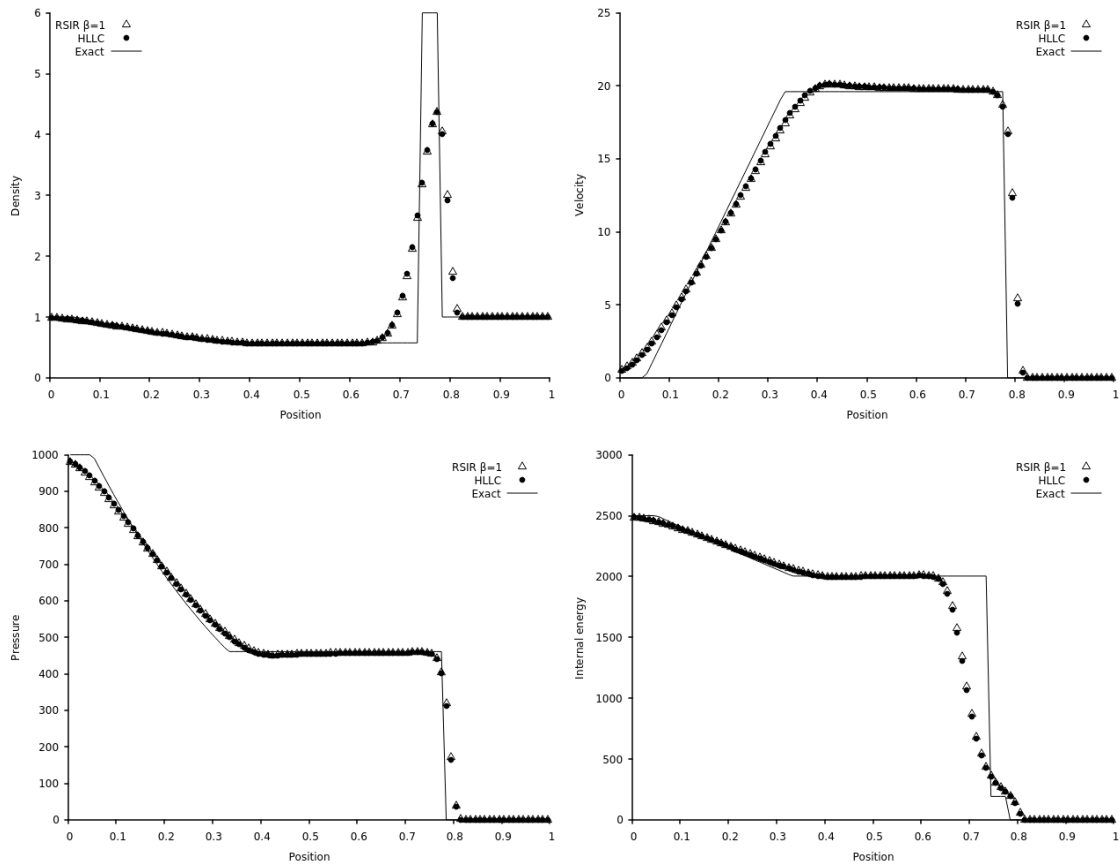 6
5
4
3
2
1
0
Density
0 0.1 0.2 0.3 0.4 0.5 0.6 0.7 0.8 0.9 1
Position
RSIR β=1
HLLC
Exact
25
20
15
10
5
0
Velocity
0 0.1 0.2 0.3 0.4 0.5 0.6 0.7 0.8 0.9 1
Position
RSIR β=1
HLLC
Exact
1000
900
800
700
600
500
400
300
200
100
0
Pressure
0 0.1 0.2 0.3 0.4 0.5 0.6 0.7 0.8 0.9 1
Position
RSIR β=1
HLLC
Exact
3000
2500
2000
1500
1000
500
0
Internal energy
0 0.1 0.2 0.3 0.4 0.5 0.6 0.7 0.8 0.9 1
Position
RSIR β=1
HLLC
Exact